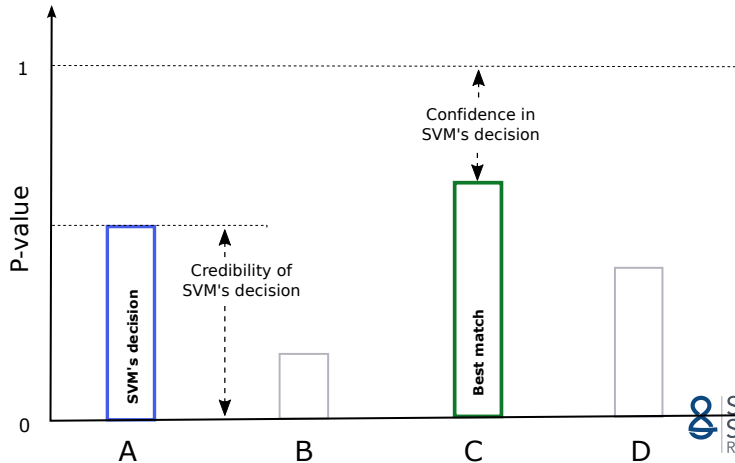 1
Confidence in
SVM's decision
P-value
Credibility of
SVM's decision
SVM's decision
Best match
0
A
B
C
D